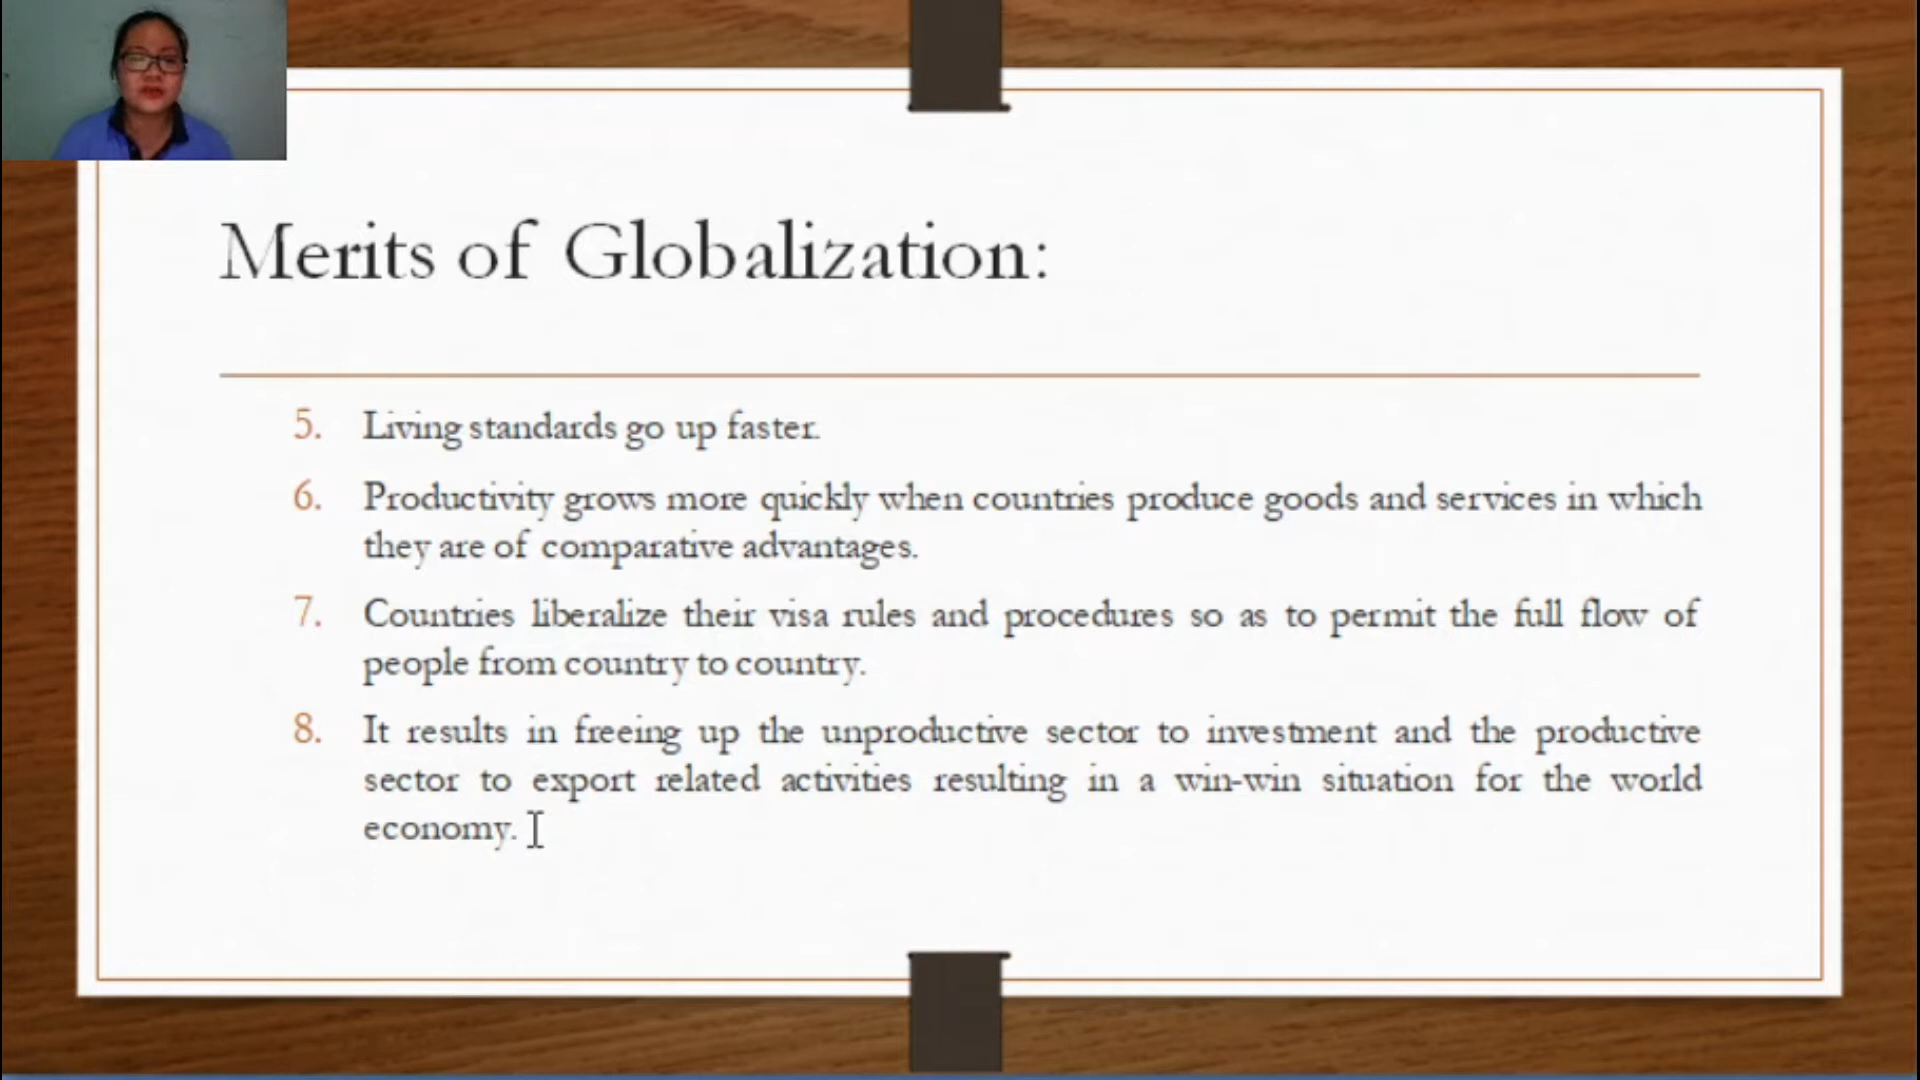 Merits of Globalization:
5. Living standards go up faster.
6. Productivity grows more quickly when countries produce goods and services in which
they are of comparative advantages.
7. Countries liberalize their visa rules and procedures so as to permit the full flow of
people from country to country.
8. It results in freeing up the unproductive sector to investment and the productive
sector to export related activities resulting in a win-win situation for the world
economy.